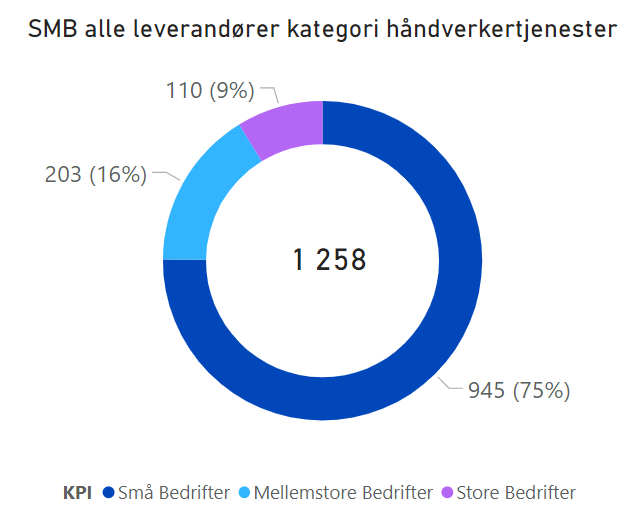 SMB alle leverandører kategori håndverkertjenester
110 (9%)
203 (16%)
1 258
945 (75%)
KPI Små Bedrifter Mellemstore Bedrifter Store Bedrifter